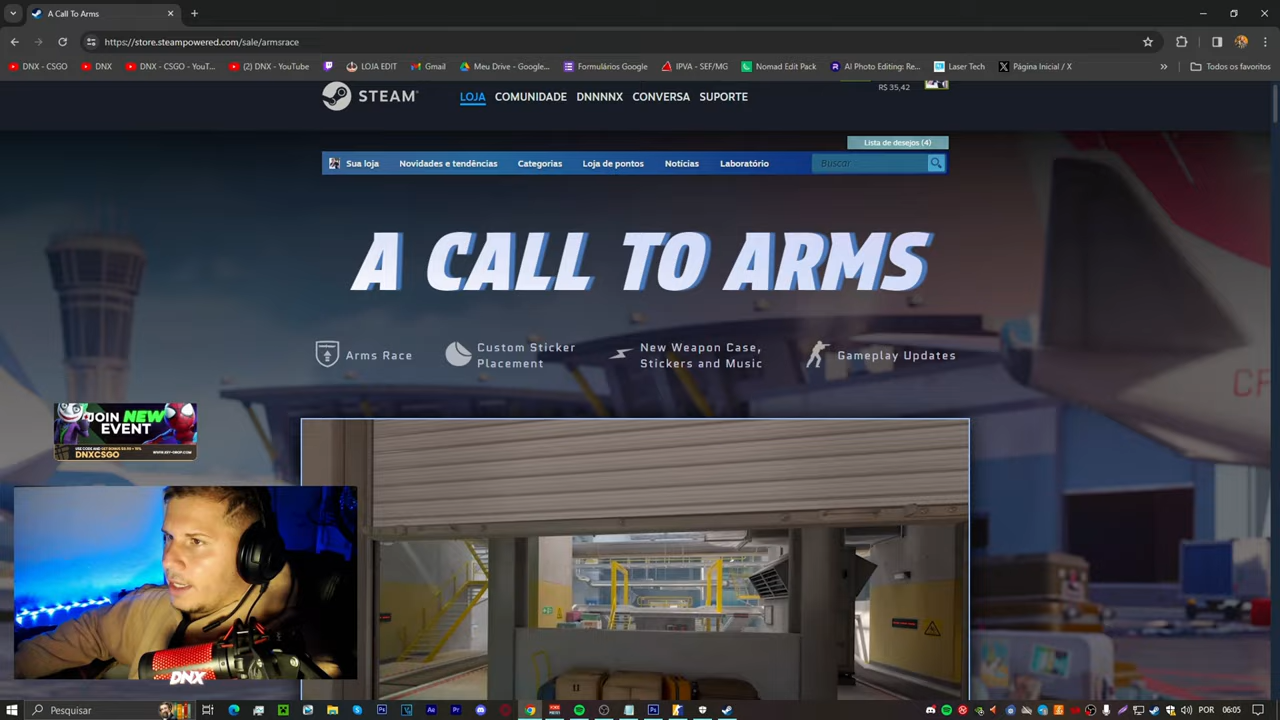 A Call To Arms
https://store.steampowered.com/sale/armsrace
DNX - CSGO
DNX
DNX - CSGO - YouT...
(2) DNX - YouTube
LOJA EDIT
Gmail
Meu Drive - Google...
Formulários Google
IPVA - SEF/MG
Nomad Edit Pack
AI Photo Editing: Re...
Laser Tech
Página Inicial / X
»
Todos os favoritos
STEAM
LOJA
COMUNIDADE
DNNNNX
CONVERSA
SUPORTE
R$ 35,42
Lista de desejos (4)
Sua loja
Novidades e tendências
Categorias
Loja de pontos
Notícias
Laboratório
Buscar
A CALL TO ARMS
Arms Race
Custom Sticker
Placement
New Weapon Case,
Stickers and Music
Gameplay Updates
JOIN NEW
EVENT
DNXCSGO
WWW.KEY-DROP.COM
DNX
Pesquisar
POR
06:05